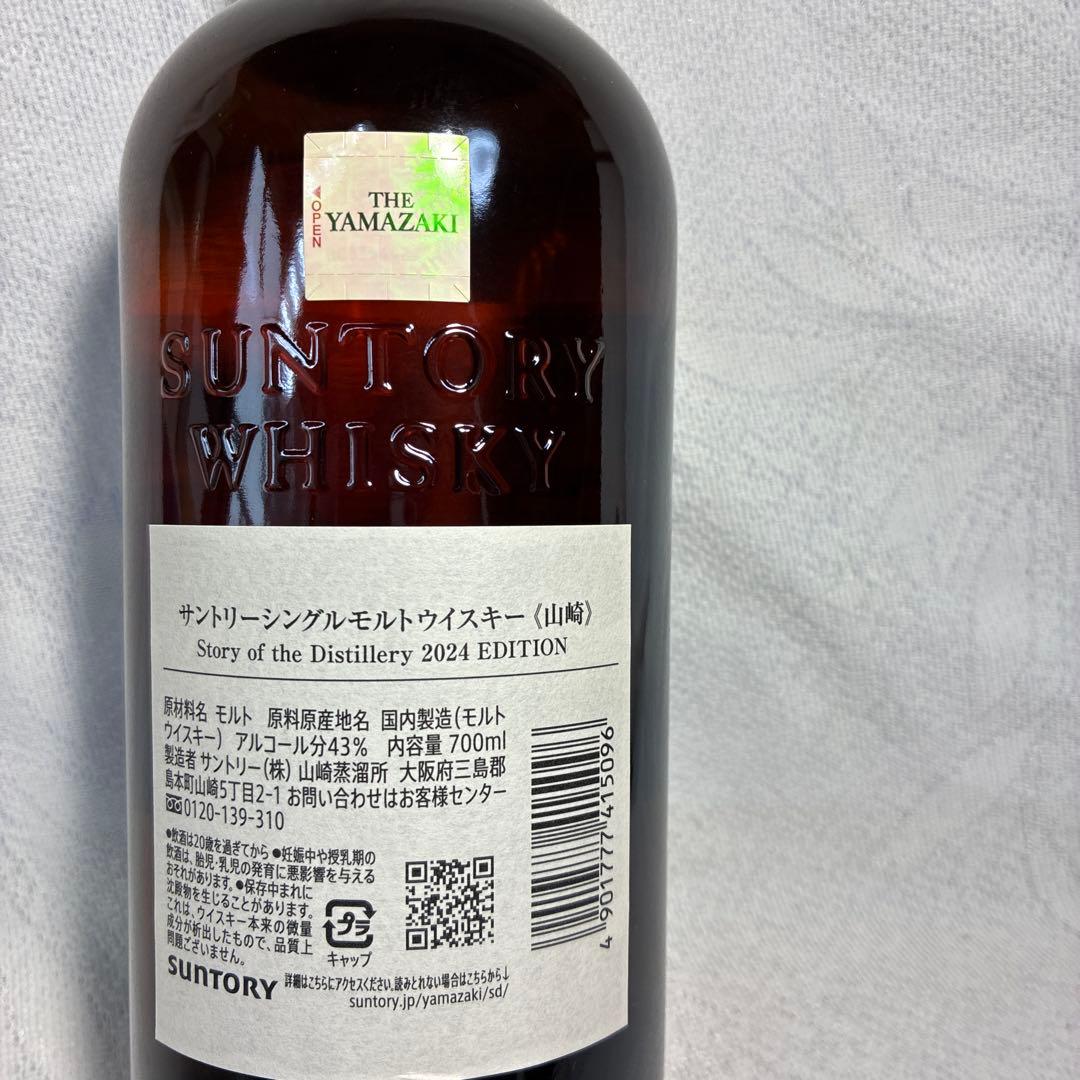 OPEN
THE
YAMAZAKI
SUNTORY
WHISKY
サントリーシングルモルトウイスキー《山崎》
Story of the Distillery 2024 EDITION
原材料名 モルト 原料原産地名 国内製造(モルト
ウイスキー) アルコール分43% 内容量 700ml
製造者 サントリー(株) 山崎蒸溜所 大阪府三島郡
島本町山崎5丁目2-1 お問い合わせはお客様センター
0120-139-310
●飲酒は20歳を過ぎてから ●妊娠中や授乳期の
飲酒は、胎児・乳児の発育に悪影響を与える
おそれがあります。●保存中まれに
沈殿物を生じることがあります。
これは、ウイスキー本来の微量
成分が析出したもので、品質上
問題ございません。
プラ
キャップ
4901777415096
SUNTORY
詳細はこちらにアクセスください。読みとれない場合はこちらから↓
suntory.jp/yamazaki/sd/